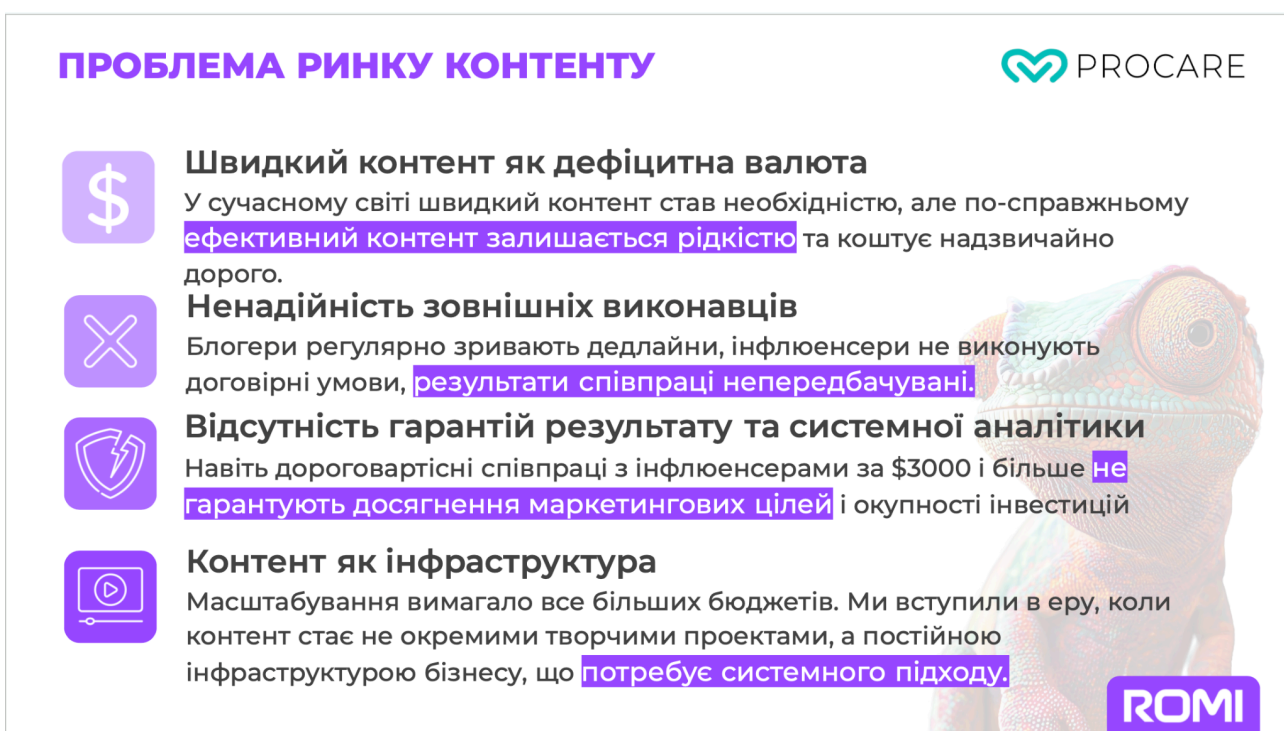 ПРОБЛЕМА РИНКУ КОНТЕНТУ
PROCARE
$
Швидкий контент як дефіцитна валюта
У сучасному світі швидкий контент став необхідністю, але по-справжньому
ефективний контент залишається рідкістю та коштує надзвичайно
дорого.
Ненадійність зовнішніх виконавців
Блогери регулярно зривають дедлайни, інфлюенсери не виконують
договірні умови, результати співпраці непередбачувані.
Відсутність гарантій результату та системної аналітики
Навіть дороговартісні співпраці з інфлюенсерами за $3000 і більше не
гарантують досягнення маркетингових цілей і окупності інвестицій
Контент як інфраструктура
Масштабування вимагало все більших бюджетів. Ми вступили в еру, коли
контент стає не окремими творчими проектами, а постійною
інфраструктурою бізнесу, що потребує системного підходу.
ROMI